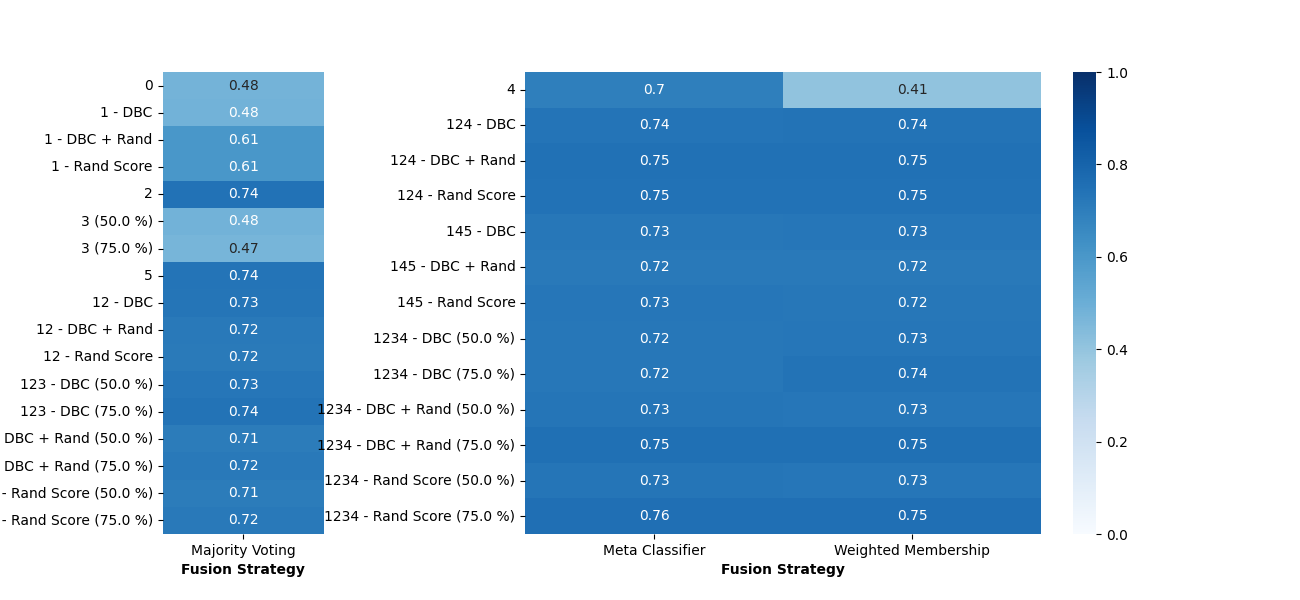 0 0.48
1 - DBC 0.48
1 - DBC + Rand 0.61
1 - Rand Score 0.61
2 0.74
3 (50.0 %) 0.48
3 (75.0 %) 0.47
5 0.74
12 - DBC 0.73
12 - DBC + Rand 0.72
12 - Rand Score 0.72
123 - DBC (50.0 %) 0.73
123 - DBC (75.0 %) 0.74
DBC + Rand (50.0 %) 0.71
DBC + Rand (75.0 %) 0.72
- Rand Score (50.0 %) 0.71
- Rand Score (75.0 %) 0.72
Majority Voting
Fusion Strategy
4 0.7 0.41
124 - DBC 0.74 0.74
124 - DBC + Rand 0.75 0.75
124 - Rand Score 0.75 0.75
145 - DBC 0.73 0.73
145 - DBC + Rand 0.72 0.72
145 - Rand Score 0.73 0.72
1234 - DBC (50.0 %) 0.72 0.73
1234 - DBC (75.0 %) 0.72 0.74
1234 - DBC + Rand (50.0 %) 0.73 0.73
1234 - DBC + Rand (75.0 %) 0.75 0.75
1234 - Rand Score (50.0 %) 0.73 0.73
1234 - Rand Score (75.0 %) 0.76 0.75
Meta Classifier Weighted Membership
Fusion Strategy
1.0
0.8
0.6
0.4
0.2
0.0